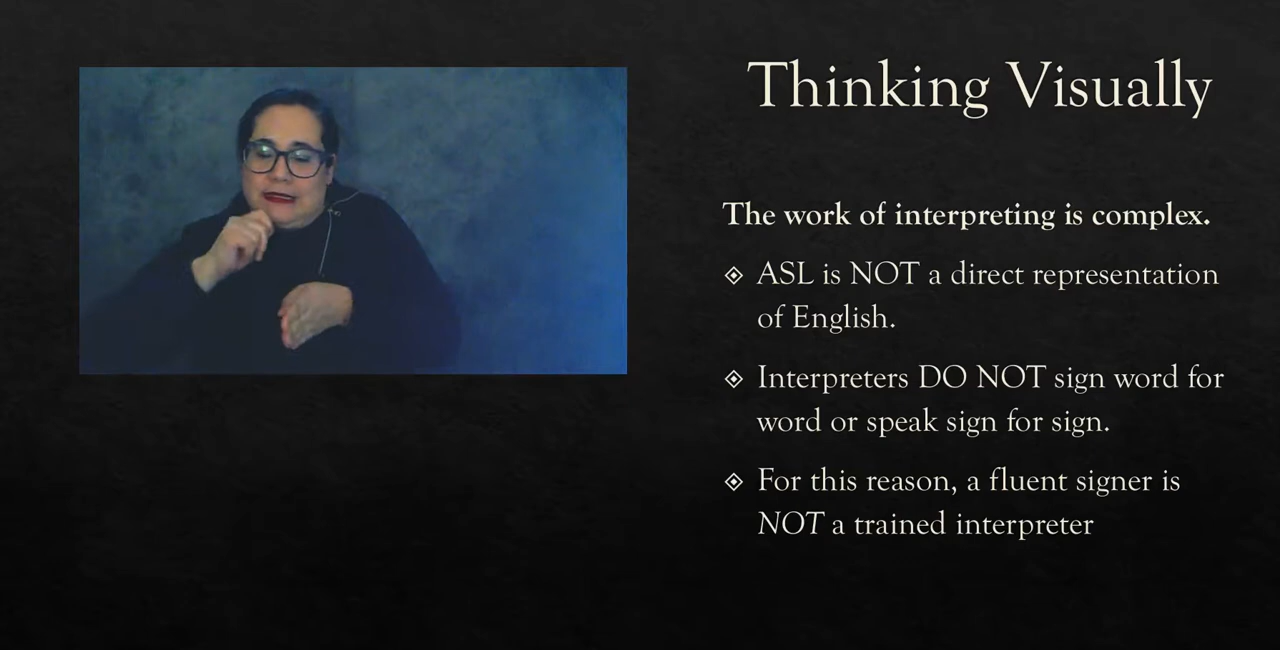 Thinking Visually
The work of interpreting is complex.
ASL is NOT a direct representation
of English.
Interpreters DO NOT sign word for
word or speak sign for sign.
For this reason, a fluent signer is
NOT a trained interpreter